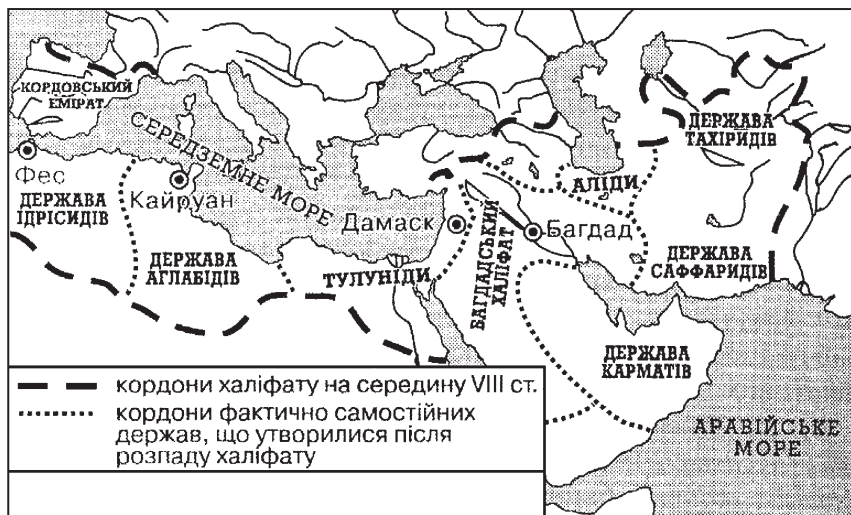 КОРДОВСЬКИЙ
ЕМІРАТ
СЕРЕДЗЕМНЕ МОРЕ
Фес
ДЕРЖАВА
ІДРІСИДІВ
Кайруан
ДЕРЖАВА
АГЛАБІДІВ
ТУЛУНІДИ
Дамаск
БАГДАДСЬКИЙ
ХАЛІФАТ
Багдад
АЛІДИ
ДЕРЖАВА
ТАХІРИДІВ
ДЕРЖАВА
САФФАРИДІВ
ДЕРЖАВА
КАРМАТІВ
АРАВІЙСЬКЕ
МОРЕ
кордони халіфату на середину VIII ст.
кордони фактично самостійних
держав, що утворилися після
розпаду халіфату